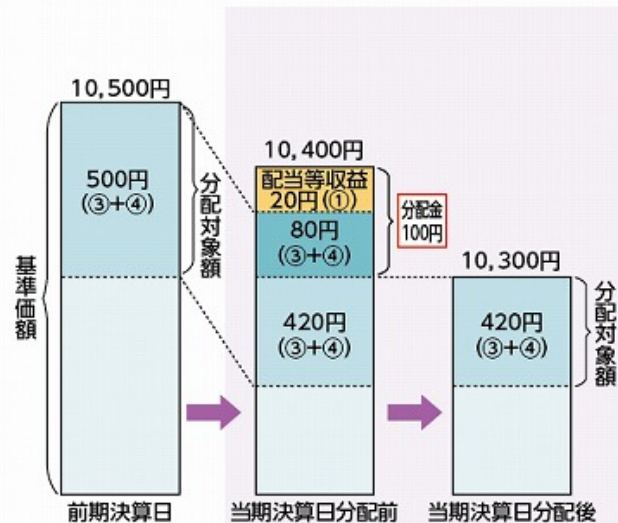 10,500円
500円
(③+④)
分配対象額
基準価額
前期決算日
10,400円
配当等収益
20円(①)
80円
(③+④)
420円
(③+④)
分配金
100円
当期決算日分配前
10,300円
420円
(③+④)
分配対象額
当期決算日分配後